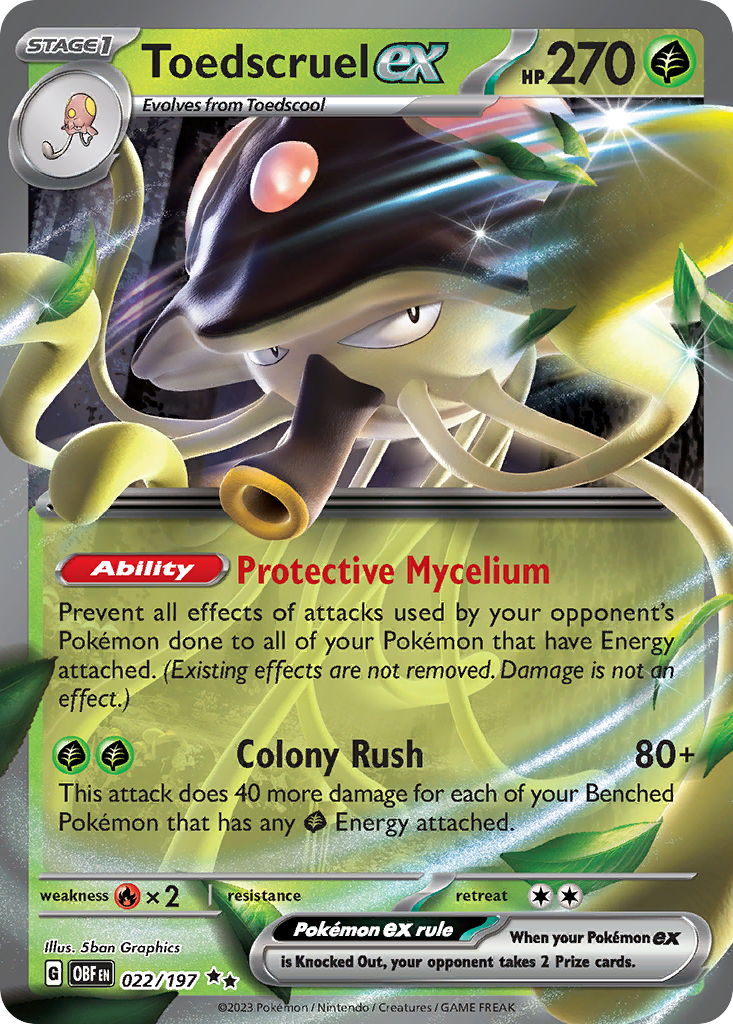 STAGE 1
Toedscruel ex
HP 270
Evolves from Toedscool
Ability Protective Mycelium
Prevent all effects of attacks used by your opponent's
Pokémon done to all of your Pokémon that have Energy
attached. (Existing effects are not removed. Damage is not an
effect.)
Colony Rush 80+
This attack does 40 more damage for each of your Benched
Pokémon that has any Energy attached.
weakness ×2 resistance retreat
Illus. 5ban Graphics
Pokémon ex rule
When your Pokémon ex
is Knocked Out, your opponent takes 2 Prize cards.
G OBF EN 022/197
©2023 Pokémon / Nintendo / Creatures / GAME FREAK